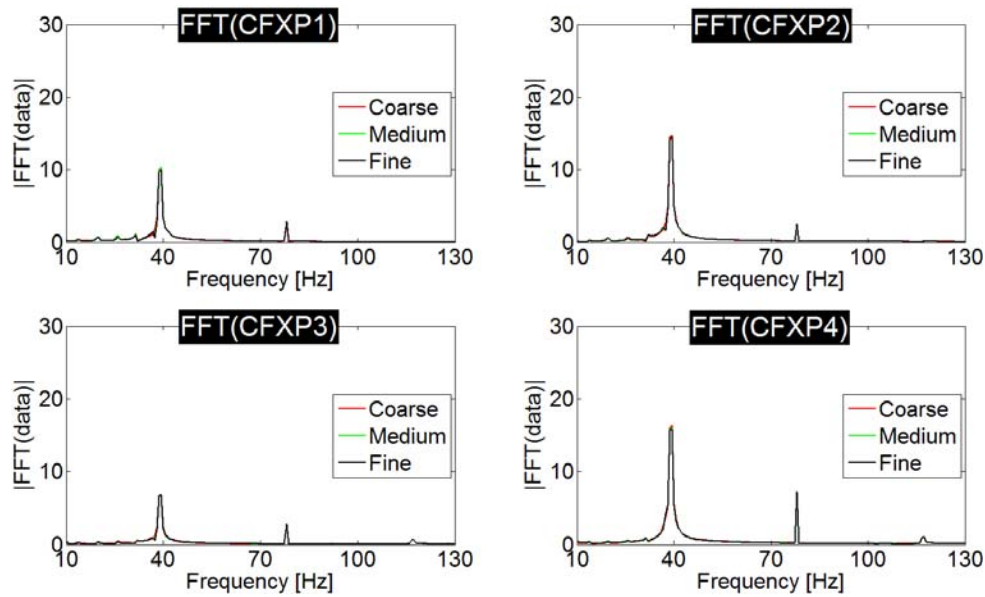 FFT(CFXP1)
|FFT(data)|
30
20
10
0
Coarse
Medium
Fine
10 40 70 100 130
Frequency [Hz]
FFT(CFXP2)
|FFT(data)|
30
20
10
0
Coarse
Medium
Fine
10 40 70 100 130
Frequency [Hz]
FFT(CFXP3)
|FFT(data)|
30
20
10
0
Coarse
Medium
Fine
10 40 70 100 130
Frequency [Hz]
FFT(CFXP4)
|FFT(data)|
30
20
10
0
Coarse
Medium
Fine
10 40 70 100 130
Frequency [Hz]